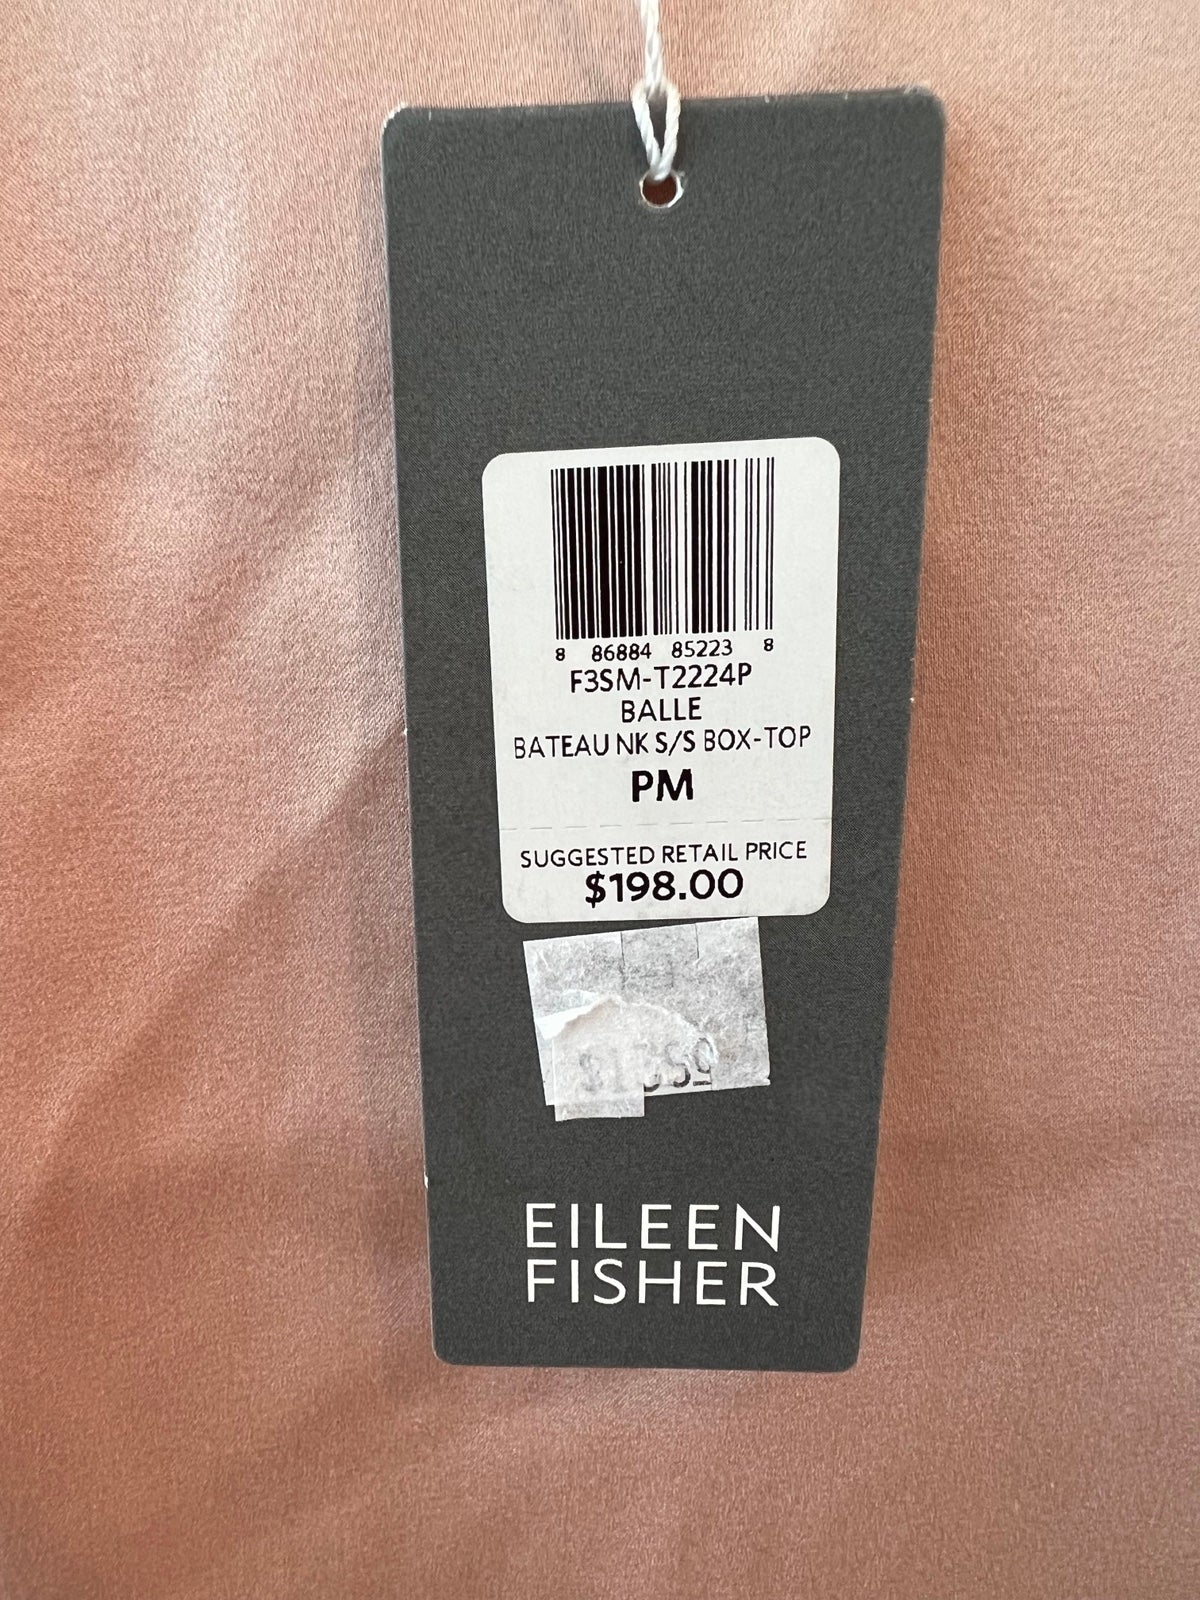 8 86884 85223 8
F3SM-T2224P
BALLE
BATEAU NK S/S BOX-TOP
PM
SUGGESTED RETAIL PRICE
$198.00
EILEEN
FISHER